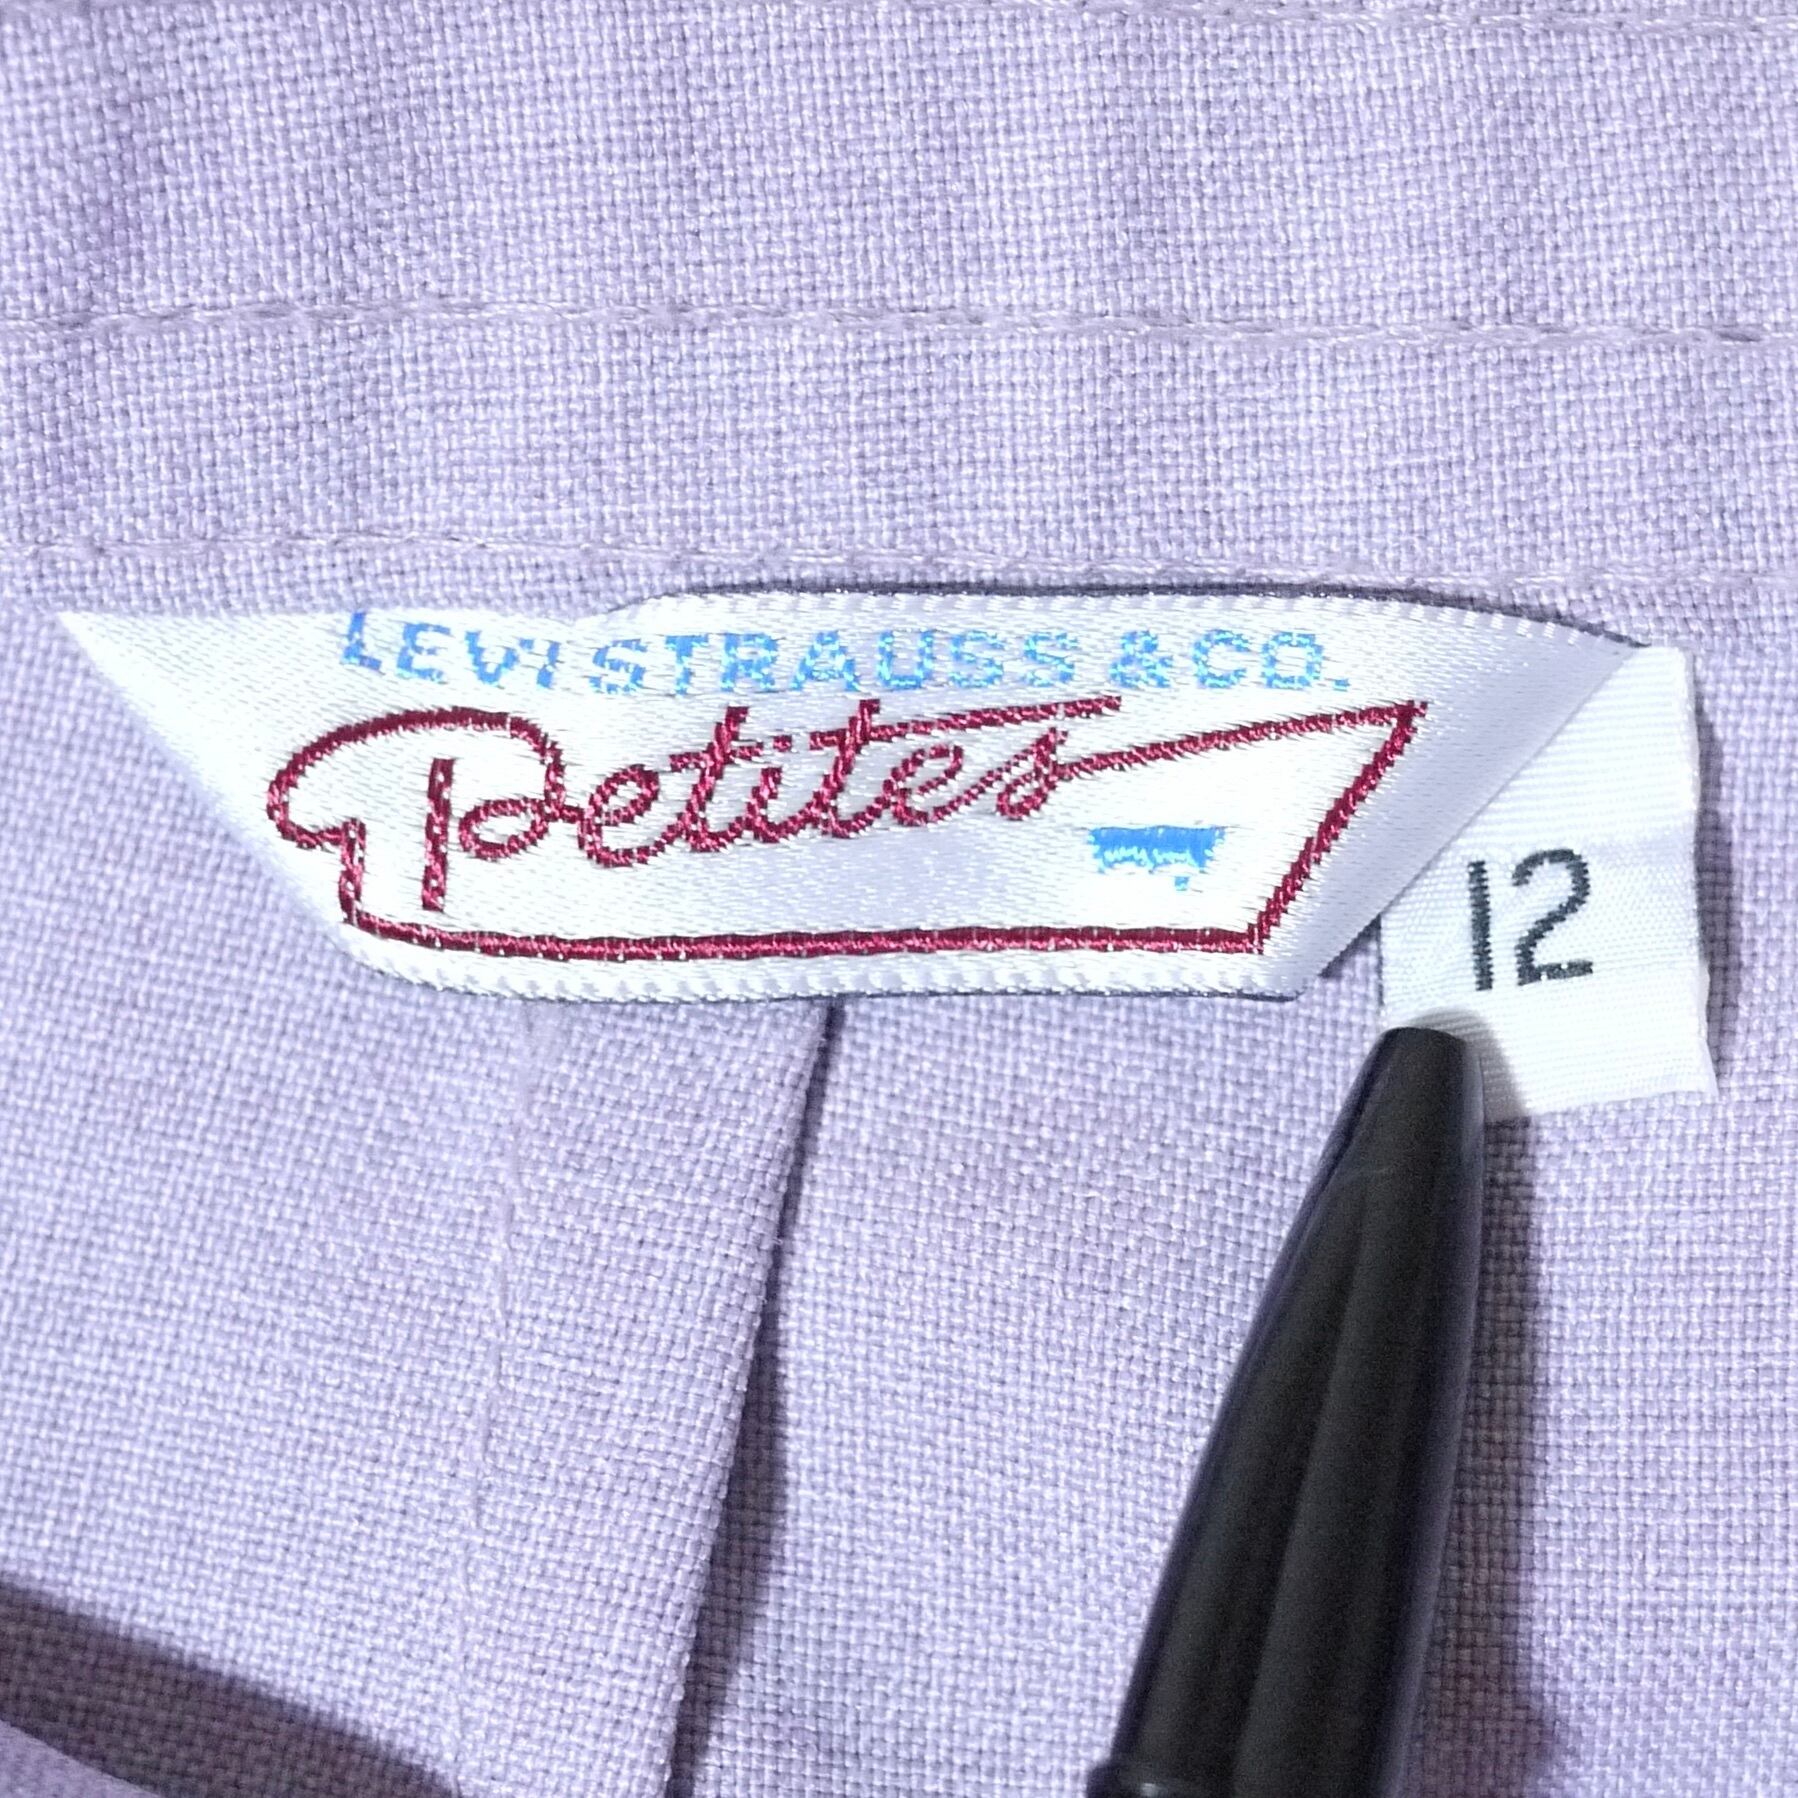 LEVI STRAUSS & CO.
Petites
12